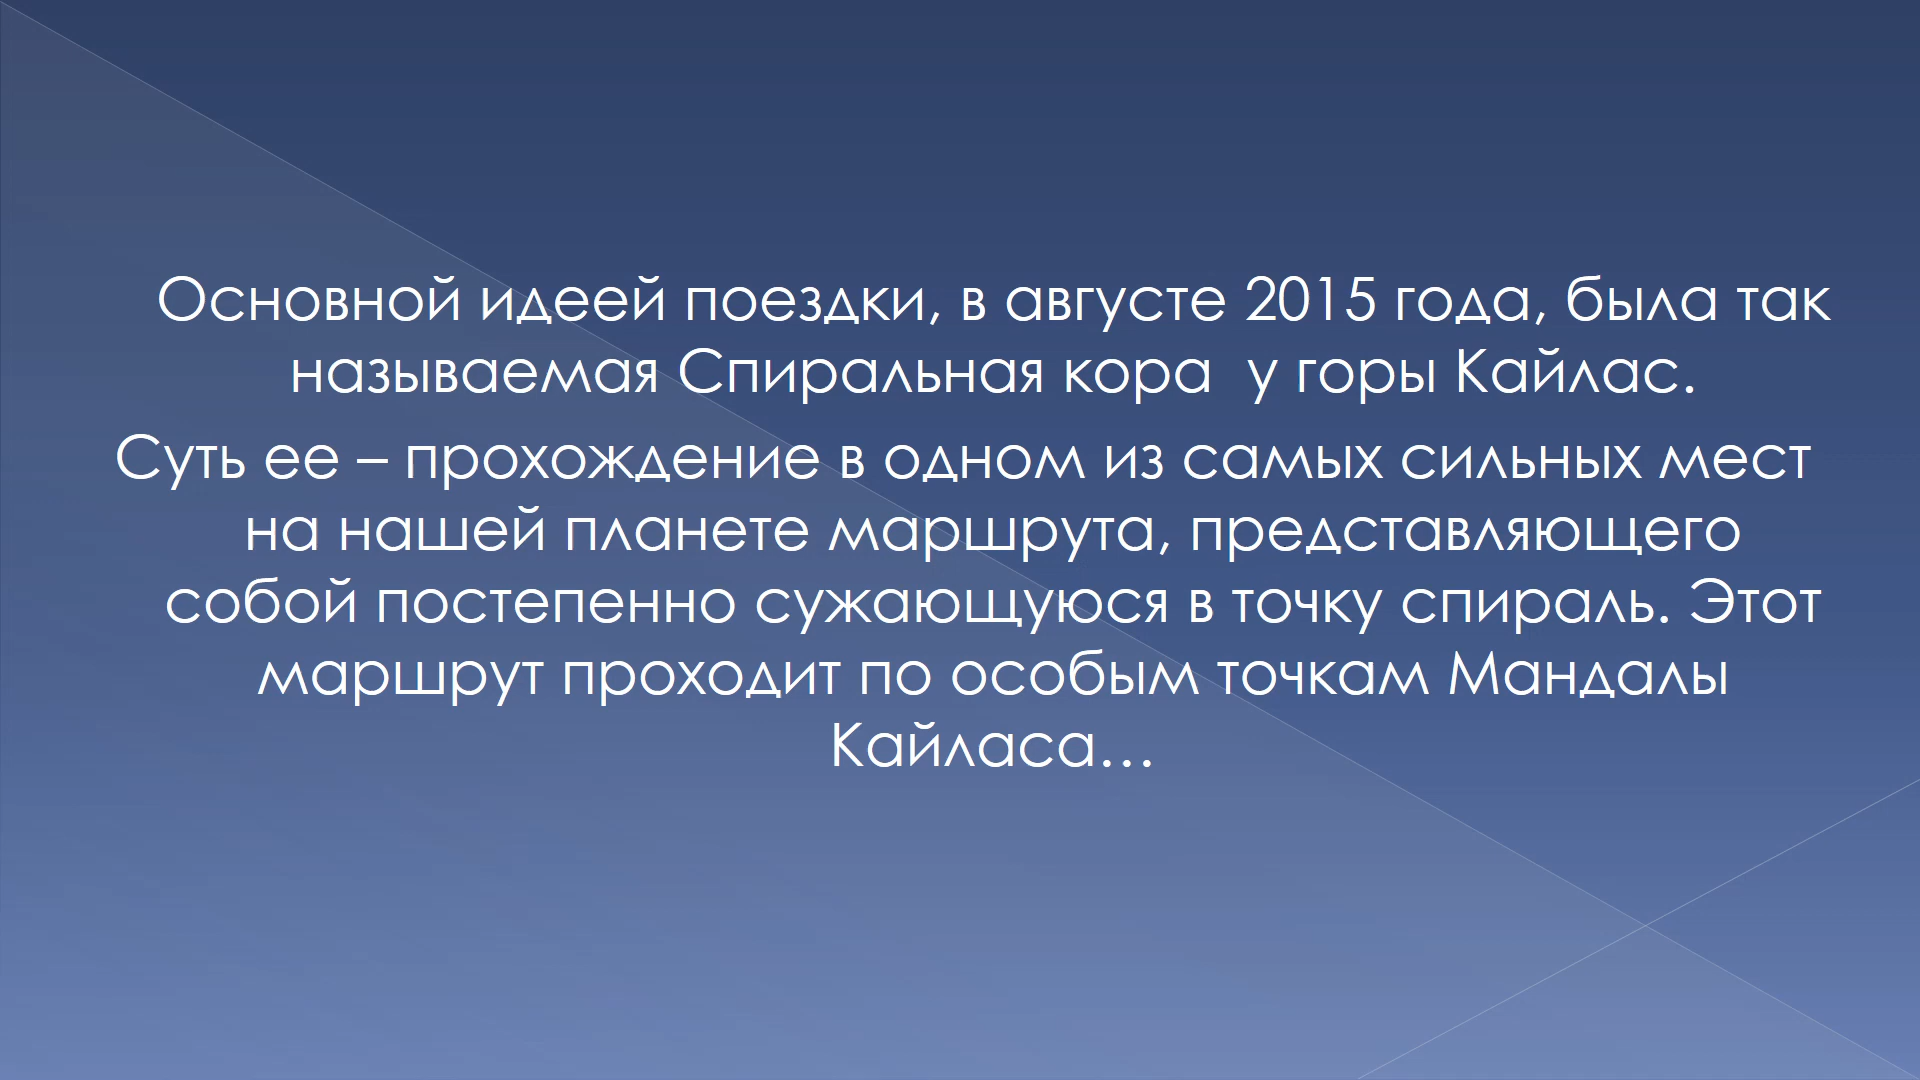 Основной идеей поездки, в августе 2015 года, была так
называемая Спиральная кора  у горы Кайлас.
Суть ее – прохождение в одном из самых сильных мест
на нашей планете маршрута, представляющего
собой постепенно сужающуюся в точку спираль. Этот
маршрут проходит по особым точкам Мандалы
Кайласа…